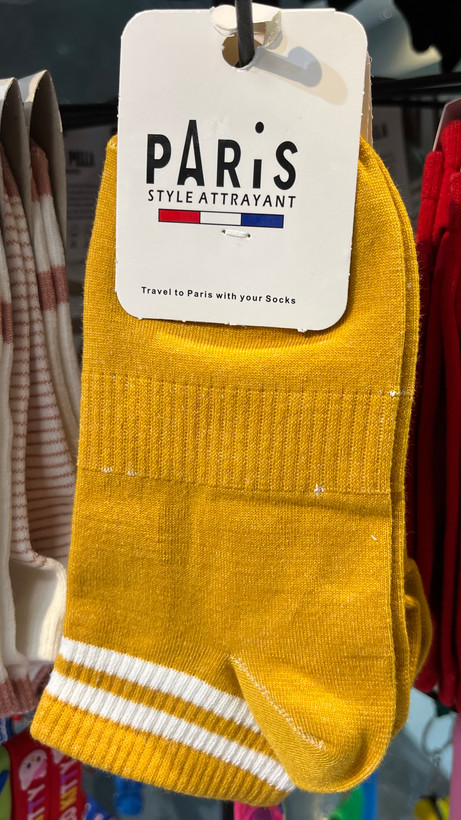 PARiS
STYLE ATTRAYANT
Travel to Paris with your Socks